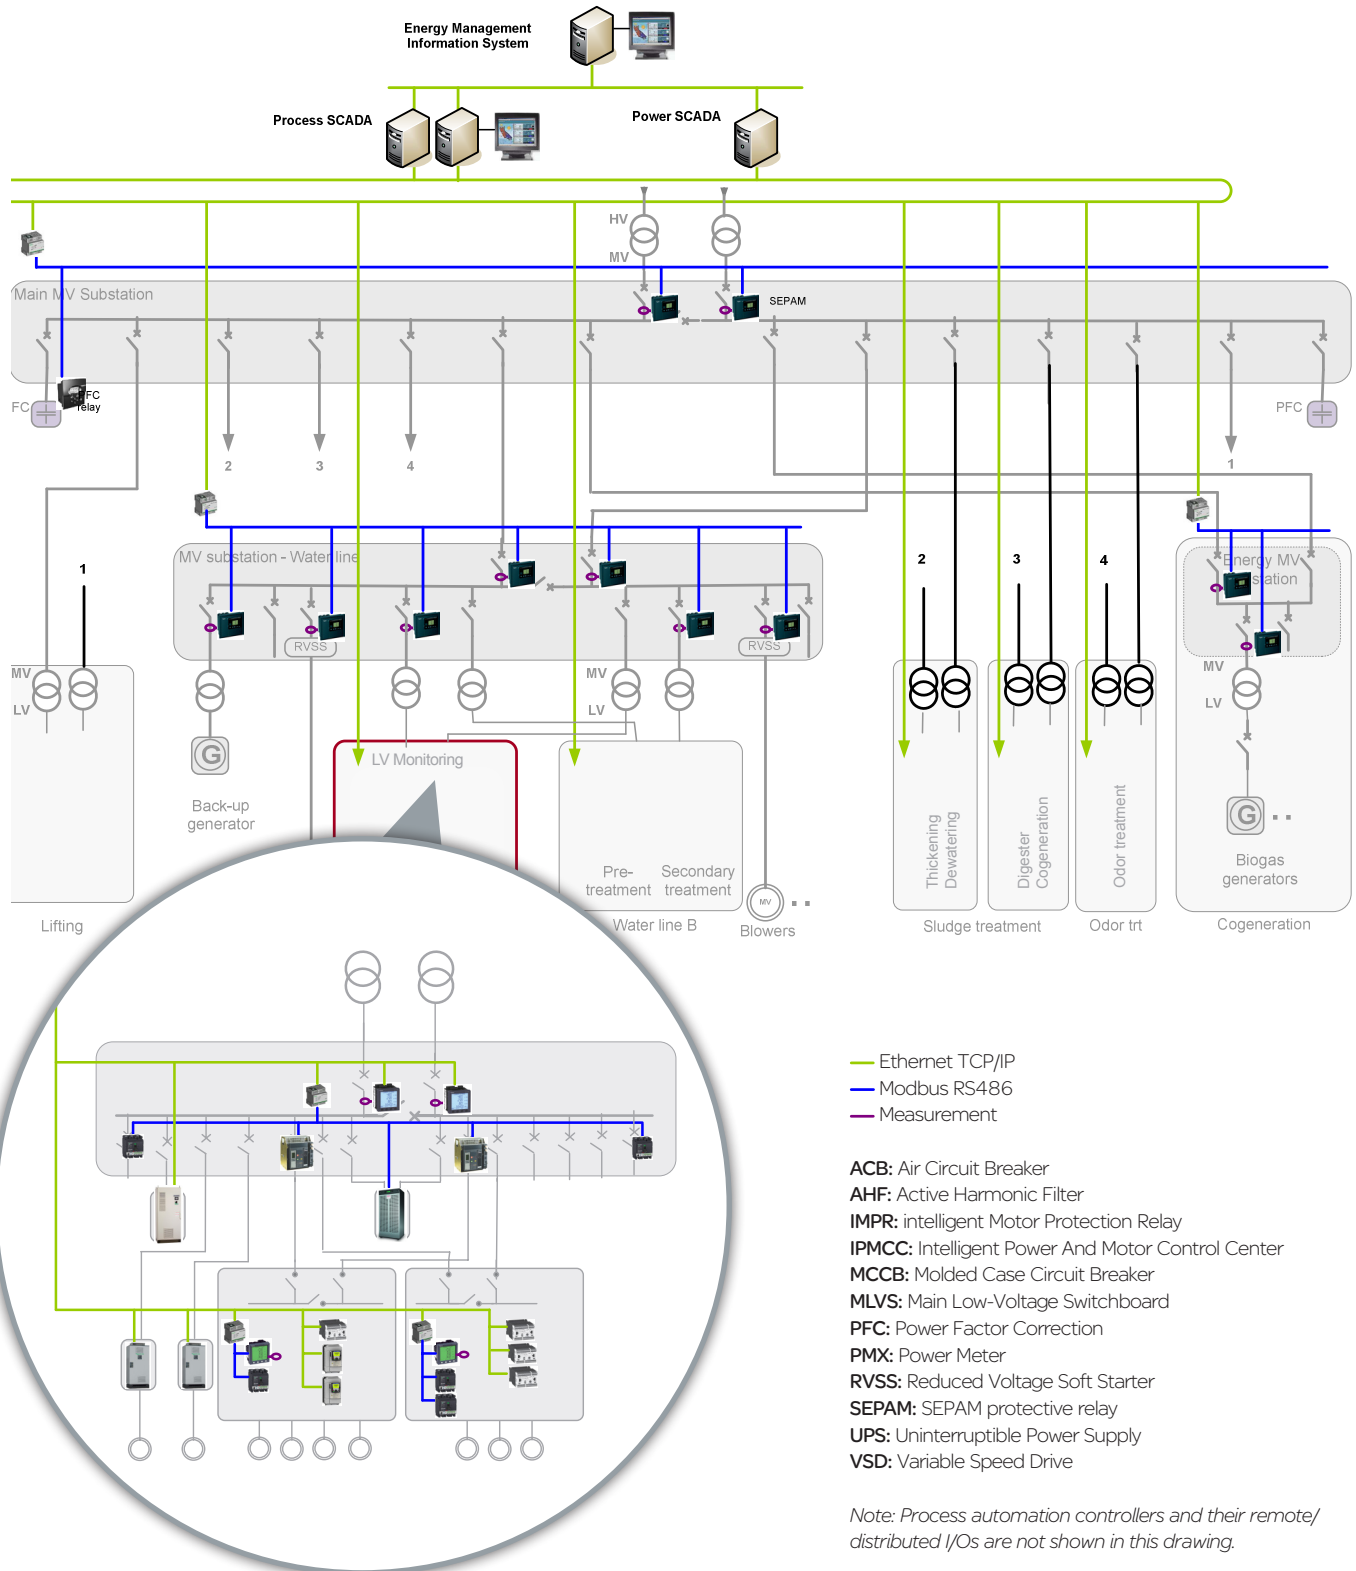 Energy Management
Information System
Process SCADA
Power SCADA
HV
MV
Main MV Substation
SEPAM
FC
PFC
relay
PFC
2
3
4
1
MV substation - Water line
1
2
3
4
Energy MV
station
RVSS
RVSS
MV
LV
MV
LV
MV
LV
LV Monitoring
G
Back-up
generator
Pre-
treatment
Secondary
treatment
Thickening
Dewatering
Digester
Cogeneration
Odor treatment
G
Biogas
generators
MV
Lifting
Water line B
Blowers
Sludge treatment
Odor trt
Cogeneration
Ethernet TCP/IP
Modbus RS486
Measurement
ACB: Air Circuit Breaker
AHF: Active Harmonic Filter
IMPR: intelligent Motor Protection Relay
IPMCC: Intelligent Power And Motor Control Center
MCCB: Molded Case Circuit Breaker
MLVS: Main Low-Voltage Switchboard
PFC: Power Factor Correction
PMX: Power Meter
RVSS: Reduced Voltage Soft Starter
SEPAM: SEPAM protective relay
UPS: Uninterruptible Power Supply
VSD: Variable Speed Drive
Note: Process automation controllers and their remote/
distributed I/Os are not shown in this drawing.